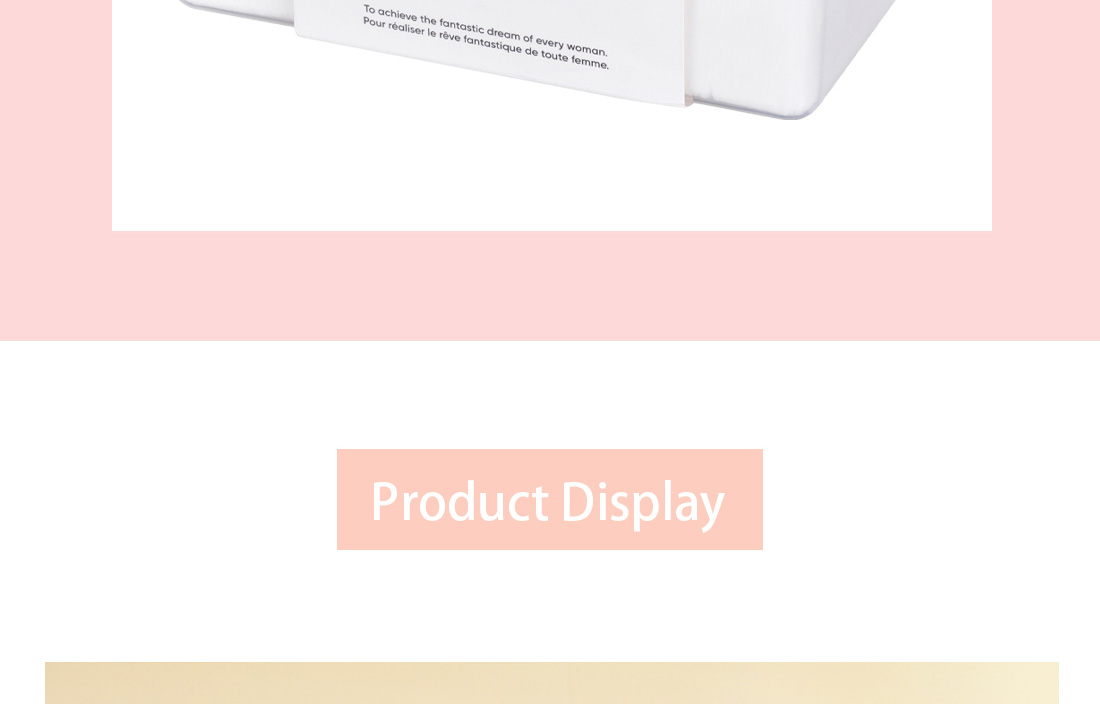 To achieve the fantastic dream of every woman.
Pour réaliser le rêve fantastique de toute femme.
Product Display